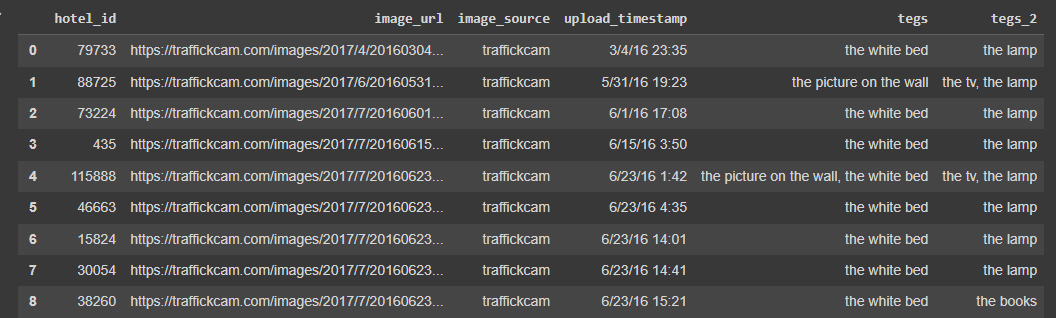 hotel_id image_url image_source upload_timestamp tegs tegs_2
0 79733 https://traffickcam.com/images/2017/4/20160304... traffickcam 3/4/16 23:35 the white bed the lamp
1 88725 https://traffickcam.com/images/2017/6/20160531... traffickcam 5/31/16 19:23 the picture on the wall the tv, the lamp
2 73224 https://traffickcam.com/images/2017/7/20160601... traffickcam 6/1/16 17:08 the white bed the lamp
3 435 https://traffickcam.com/images/2017/7/20160615... traffickcam 6/15/16 3:50 the white bed the lamp
4 115888 https://traffickcam.com/images/2017/7/20160623... traffickcam 6/23/16 1:42 the picture on the wall, the white bed the tv, the lamp
5 46663 https://traffickcam.com/images/2017/7/20160623... traffickcam 6/23/16 4:35 the white bed the lamp
6 15824 https://traffickcam.com/images/2017/7/20160623... traffickcam 6/23/16 14:01 the white bed the lamp
7 30054 https://traffickcam.com/images/2017/7/20160623... traffickcam 6/23/16 14:41 the white bed the lamp
8 38260 https://traffickcam.com/images/2017/7/20160623... traffickcam 6/23/16 15:21 the white bed the books